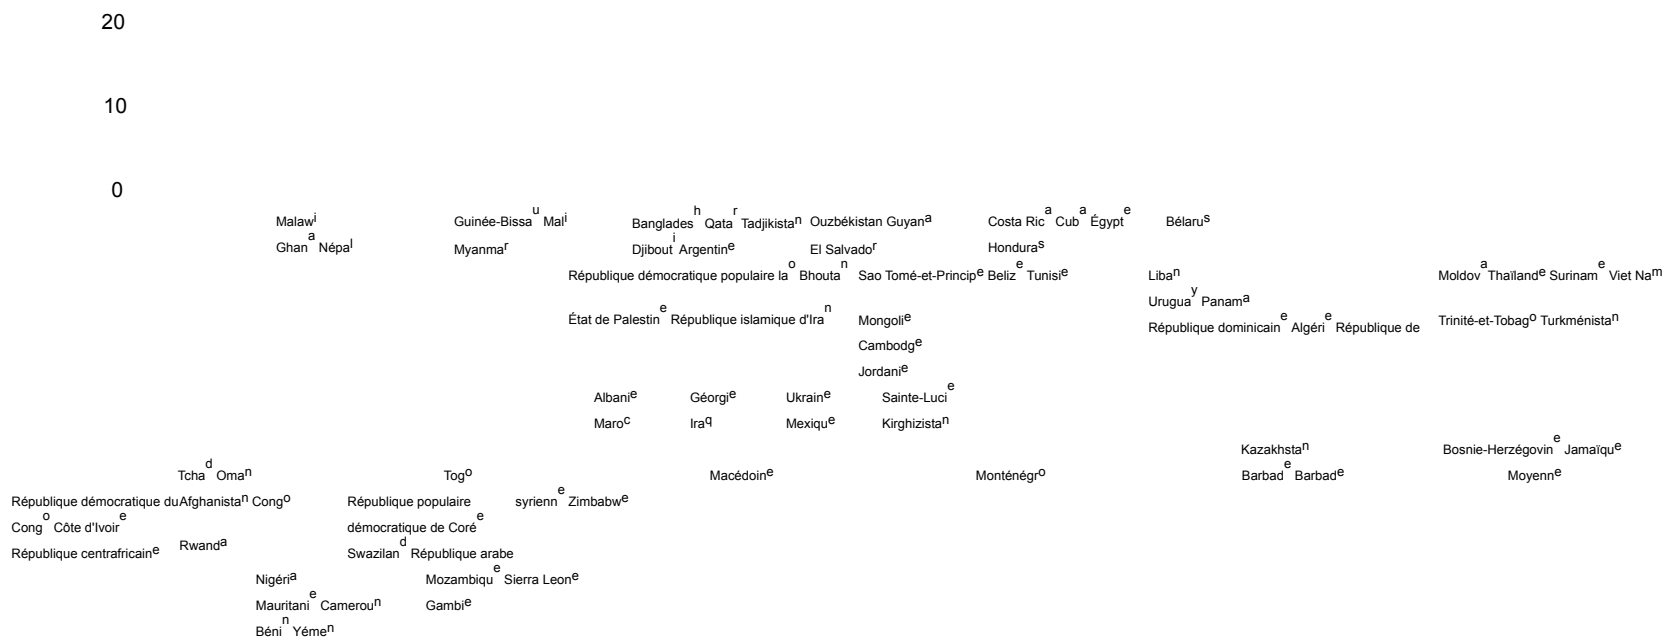 20
10
0
Malawi Guinée-Bissau Mali Bangladesh Qatar Tadjikistan Ouzbékistan Guyana Costa Rica Cuba Égypte Bélarus
Ghana Népal Myanmar Djibouti Argentine El Salvador Honduras
République démocratique populaire lao Bhoutan Sao Tomé-et-Principe Belize Tunisie Liban Moldova Thaïlande Suriname Viet Nam
Uruguay Panama
État de Palestine République islamique d'Iran Mongolie République dominicaine Algérie République de Trinité-et-Tobago Turkménistan
Cambodge
Jordanie
Albanie Géorgie Ukraine Sainte-Lucie
Maroc Iraq Mexique Kirghizistan
Kazakhstan Bosnie-Herzégovine Jamaïque
Tchad Oman Togo Macédoine Monténégro Barbade Barbade Moyenne
République démocratique du Afghanistan Congo République populaire syrienne Zimbabwe
Congo Côte d'Ivoire démocratique de Corée
République centrafricaine Rwanda Swaziland République arabe
Nigéria Mozambique Sierra Leone
Mauritanie Cameroun Gambie
Bénin Yémen